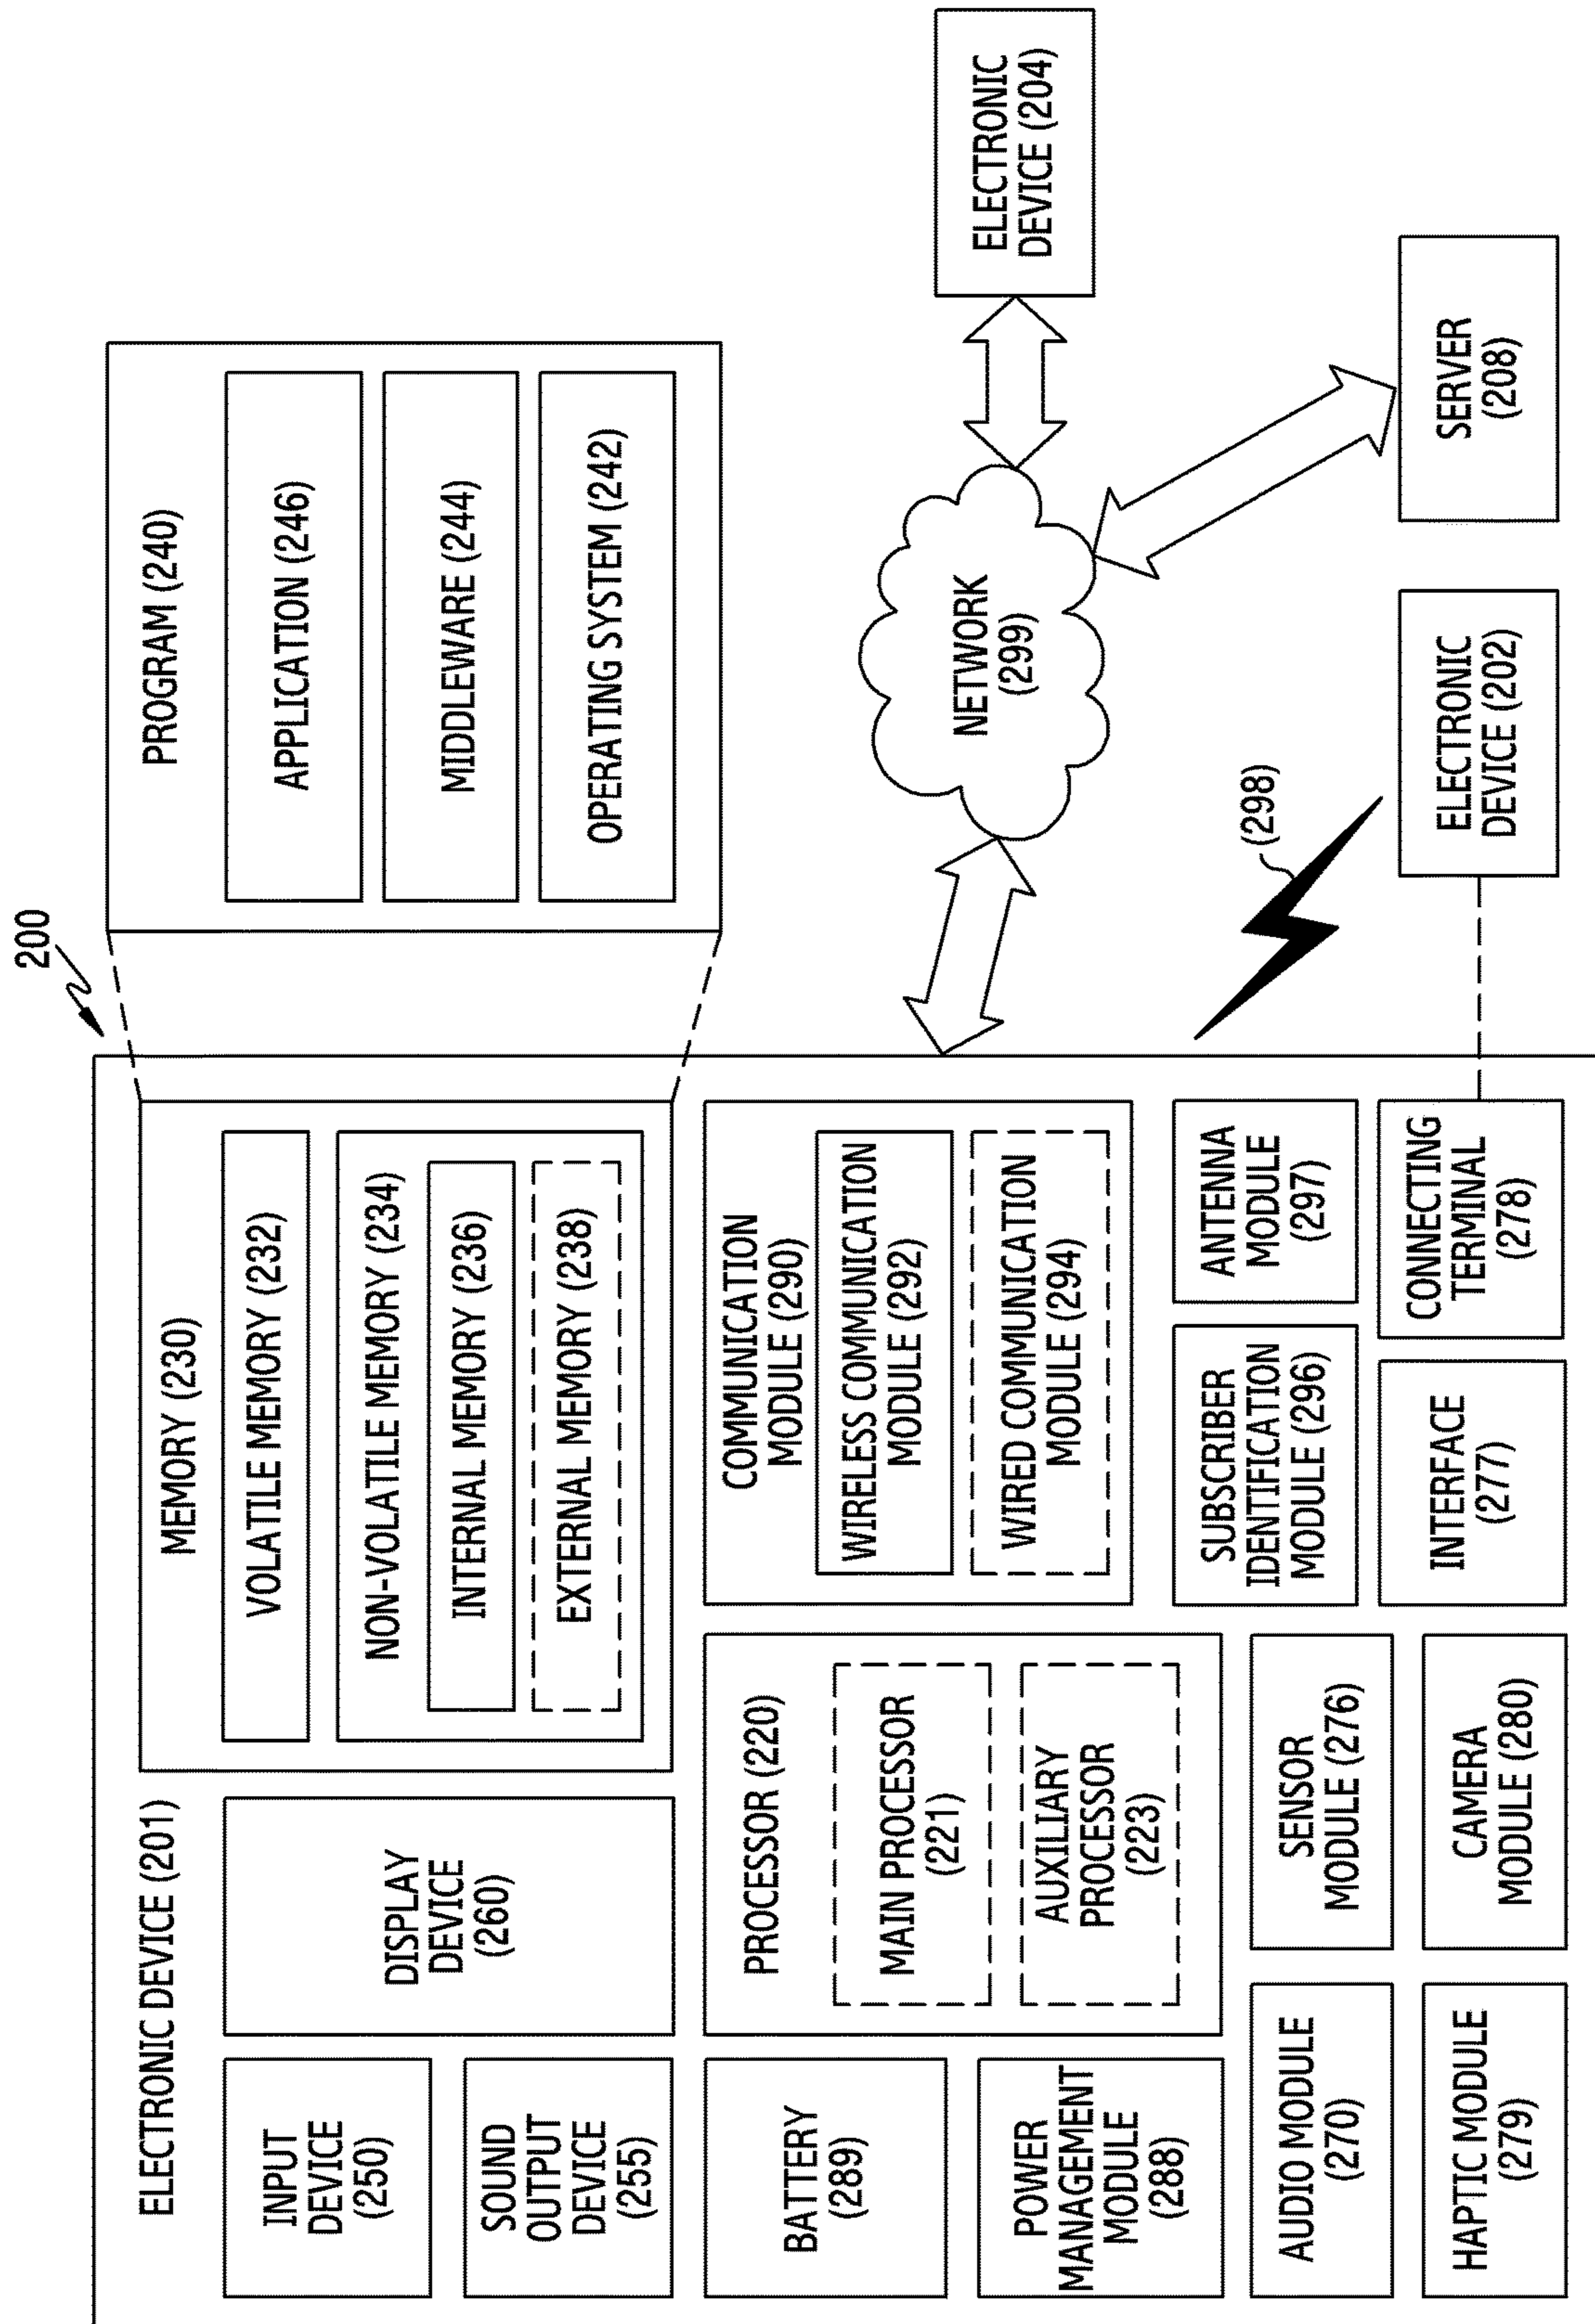 200
ELECTRONIC DEVICE (201)
INPUT
DEVICE
(250)
SOUND
OUTPUT
DEVICE
(255)
DISPLAY
DEVICE
(260)
MEMORY (230)
VOLATILE MEMORY (232)
NON-VOLATILE MEMORY (234)
INTERNAL MEMORY (236)
EXTERNAL MEMORY (238)
PROGRAM (240)
APPLICATION (246)
MIDDLEWARE (244)
OPERATING SYSTEM (242)
BATTERY
(289)
POWER
MANAGEMENT
MODULE
(288)
PROCESSOR (220)
MAIN PROCESSOR
(221)
AUXILIARY
PROCESSOR
(223)
COMMUNICATION
MODULE (290)
WIRELESS COMMUNICATION
MODULE (292)
WIRED COMMUNICATION
MODULE (294)
NETWORK
(299)
ELECTRONIC
DEVICE (204)
AUDIO MODULE
(270)
SENSOR
MODULE (276)
SUBSCRIBER
IDENTIFICATION
MODULE (296)
ANTENNA
MODULE
(297)
(298)
HAPTIC MODULE
(279)
CAMERA
MODULE (280)
INTERFACE
(277)
CONNECTING
TERMINAL
(278)
ELECTRONIC
DEVICE (202)
SERVER
(208)